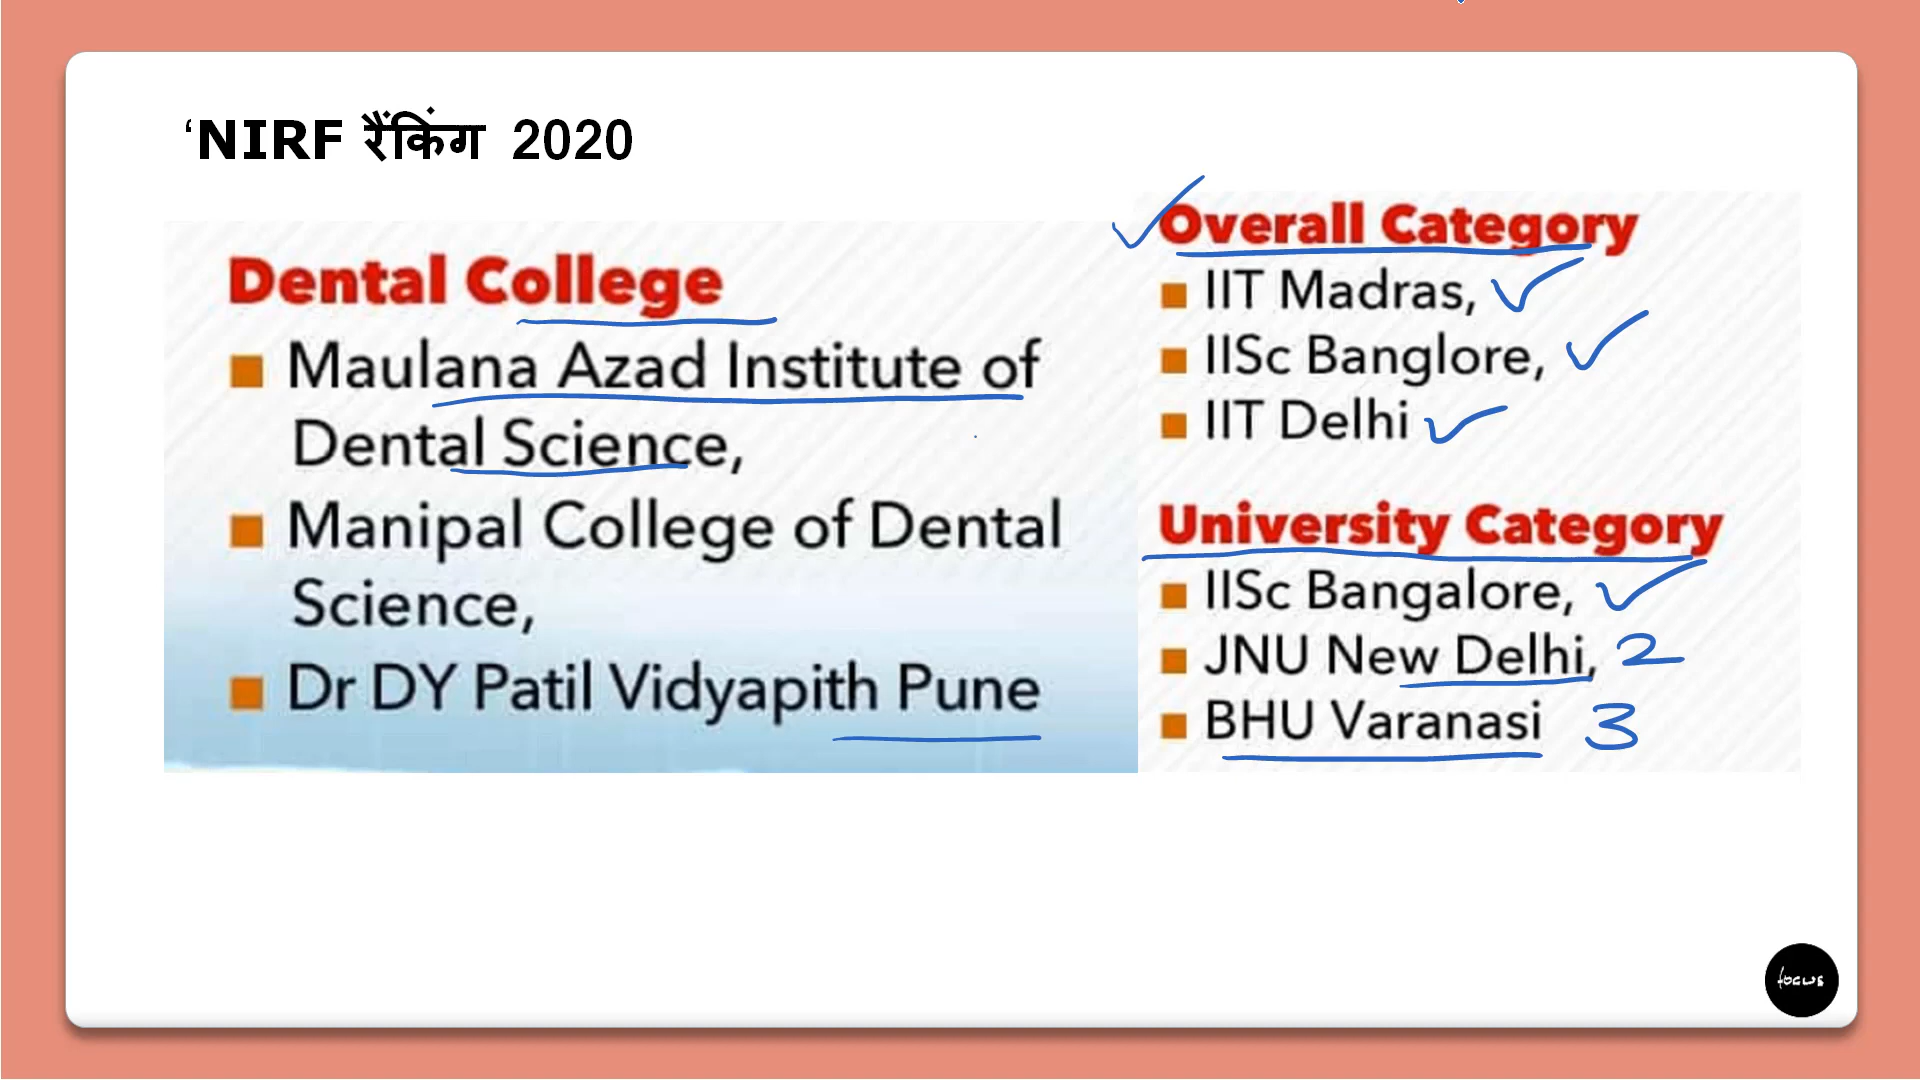 ‘NIRF रैंकिंग 2020
Dental College
Maulana Azad Institute of
Dental Science,
Manipal College of Dental
Science,
Dr DY Patil Vidyapith Pune
Overall Category
IIT Madras,
IISc Banglore,
IIT Delhi
University Category
IISc Bangalore,
JNU New Delhi, 2
BHU Varanasi 3
focus